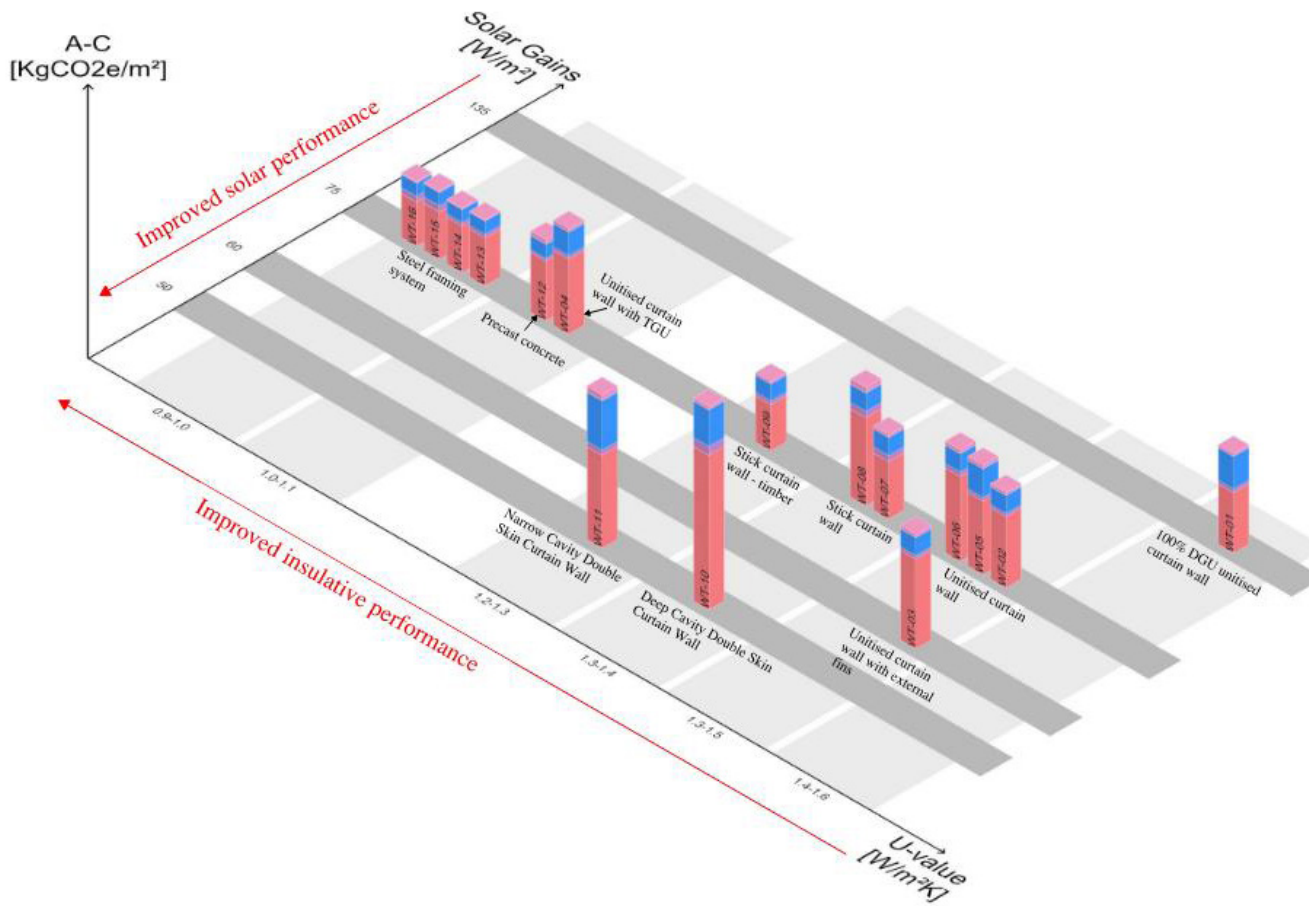 A-C
[KgCO2e/m²]
Solar Gains
[W/m²]
Improved solar performance
135
75
60
50
WT-16
WT-15
WT-14
WT-13
Steel framing
system
WT-12
WT-04
Precast concrete
Unitised curtain
wall with TGU
WT-09
Stick curtain
wall - timber
WT-08
WT-07
Stick curtain
wall
WT-06
WT-05
WT-02
Unitised curtain
wall
WT-01
100% DGU unitised
curtain wall
WT-11
Narrow Cavity Double
Skin Curtain Wall
WT-10
Deep Cavity Double Skin
Curtain Wall
WT-03
Unitised curtain
wall with external
fins
0.9-1.0
1.0-1.1
1.2-1.3
1.3-1.4
1.3-1.5
1.4-1.6
Improved insulative performance
U-value
[W/m²K]